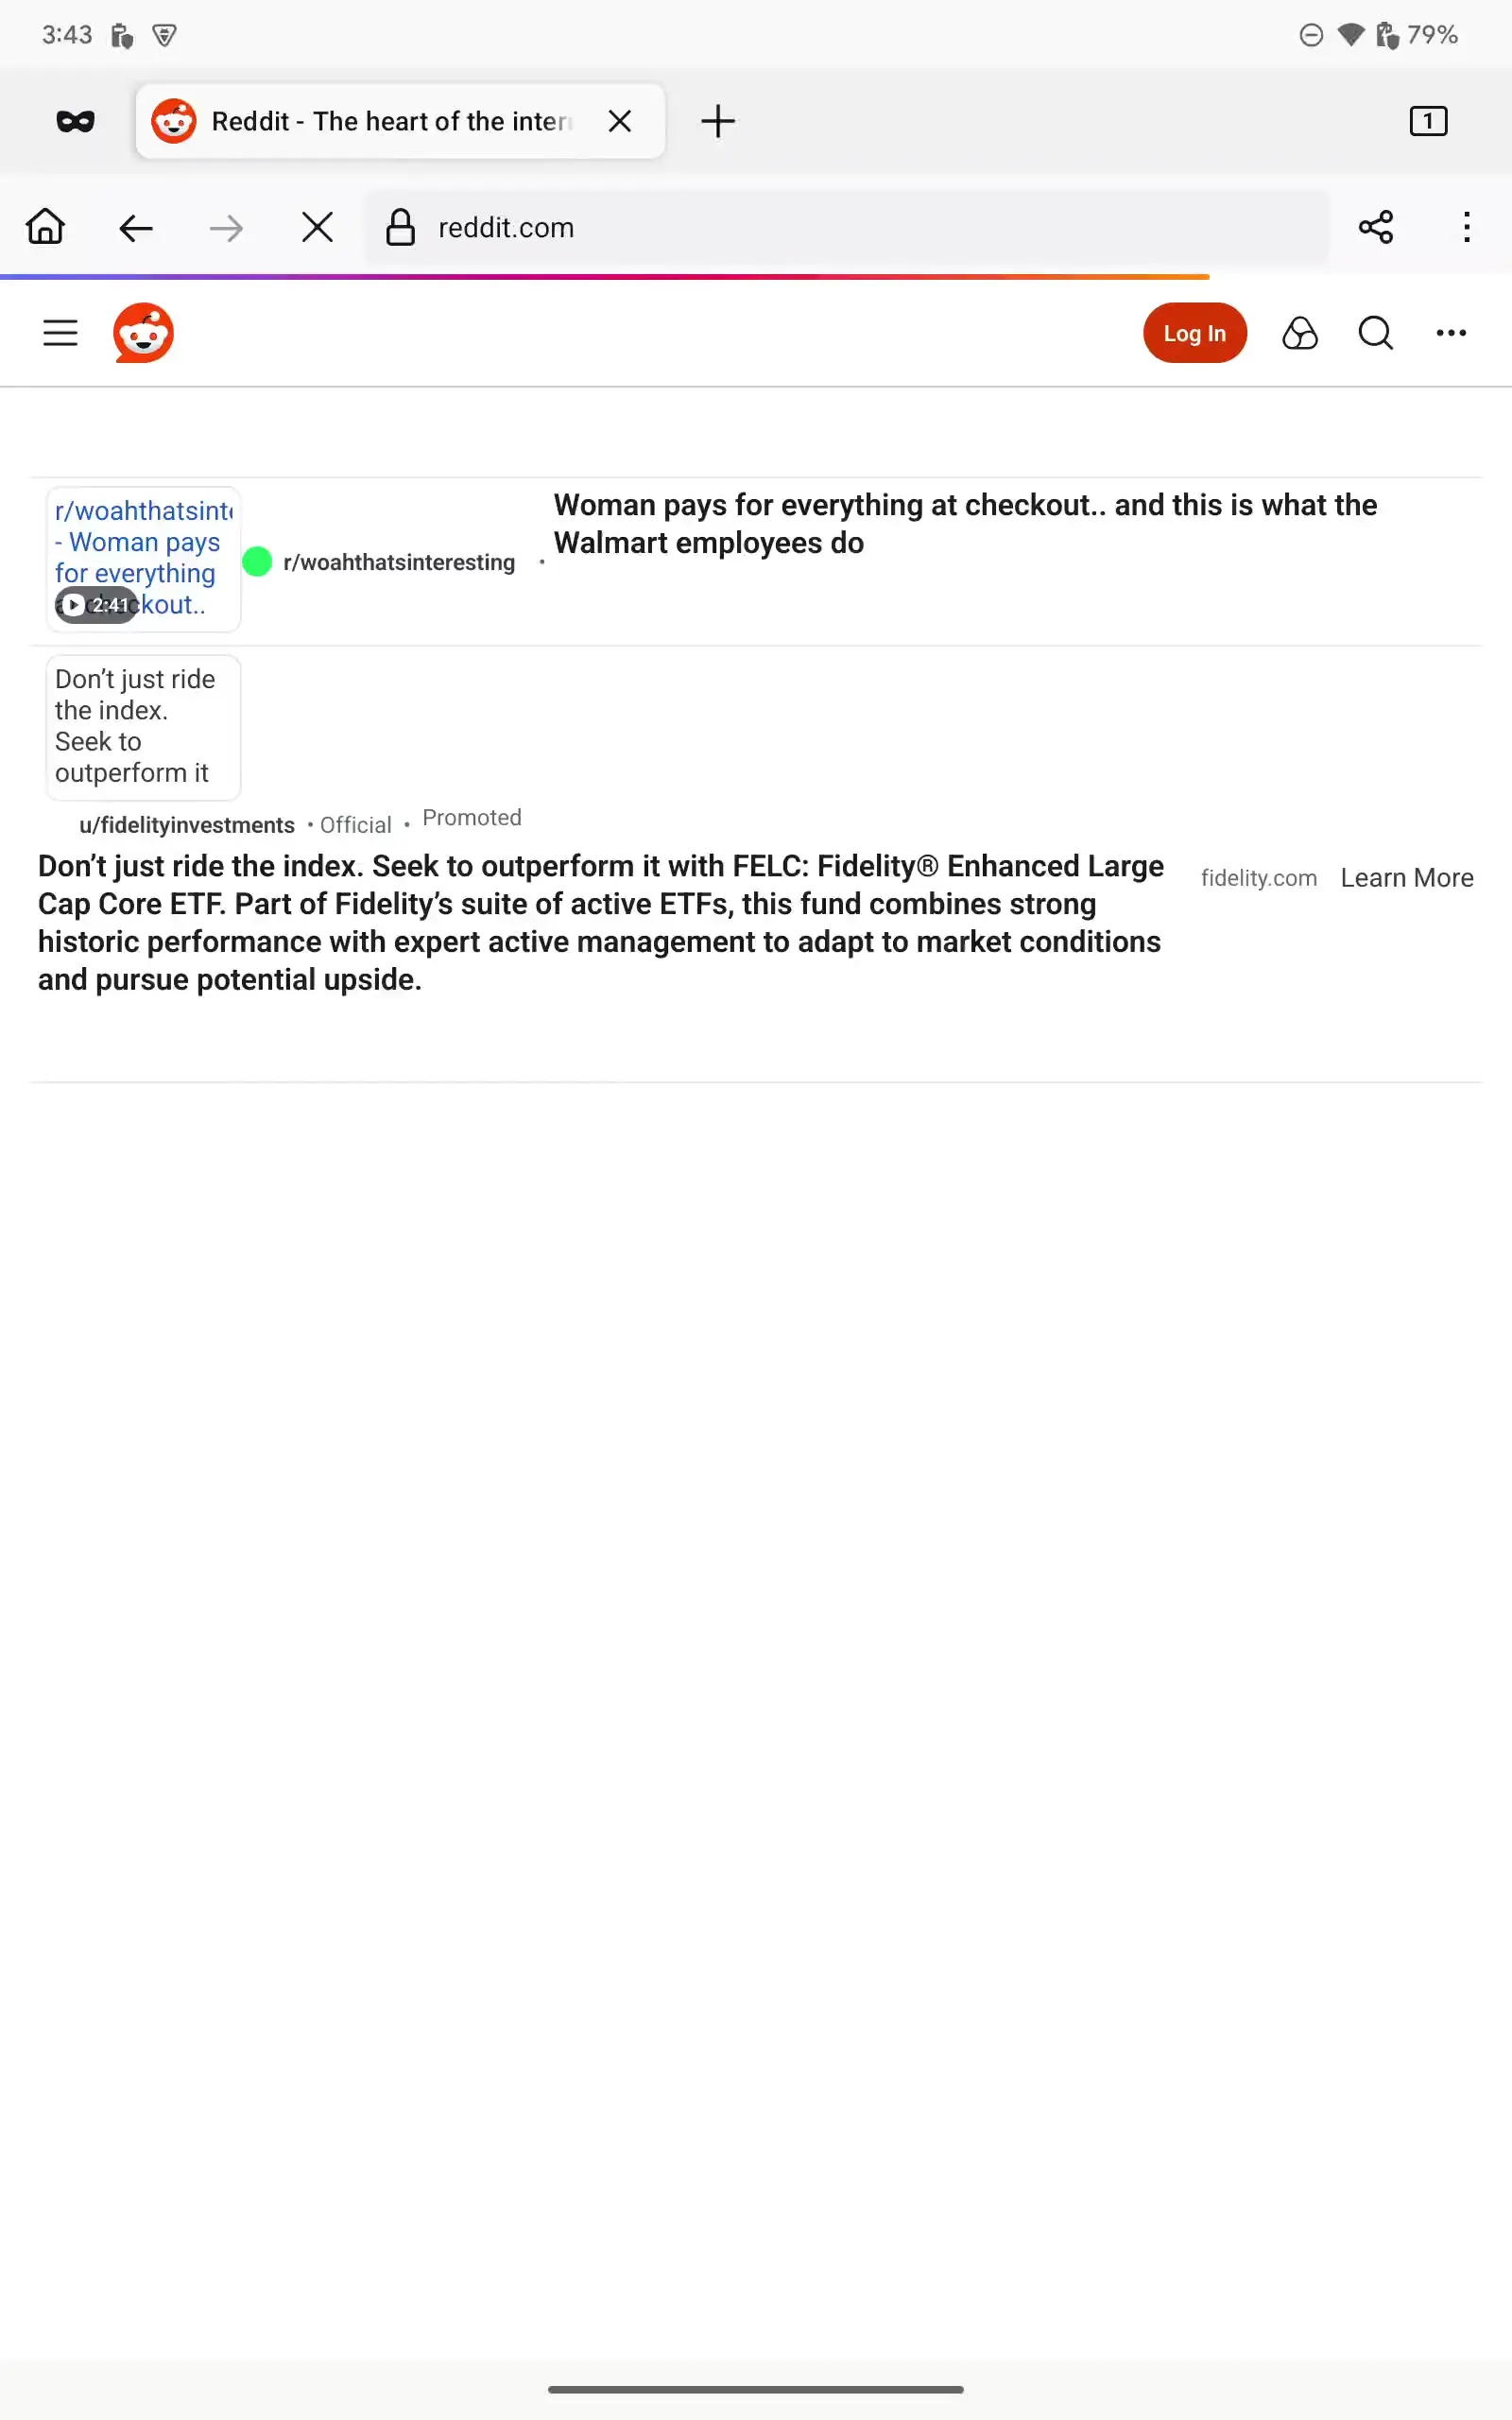 3:43
79%
Reddit - The heart of the inter
1
reddit.com
Log In
r/woahthatsinte
- Woman pays
for everything
ckout..
2:41
r/woahthatsinteresting •
Woman pays for everything at checkout.. and this is what the
Walmart employees do
Don’t just ride
the index.
Seek to
outperform it
u/fidelityinvestments • Official • Promoted
Don’t just ride the index. Seek to outperform it with FELC: Fidelity® Enhanced Large
Cap Core ETF. Part of Fidelity’s suite of active ETFs, this fund combines strong
historic performance with expert active management to adapt to market conditions
and pursue potential upside.
fidelity.com Learn More